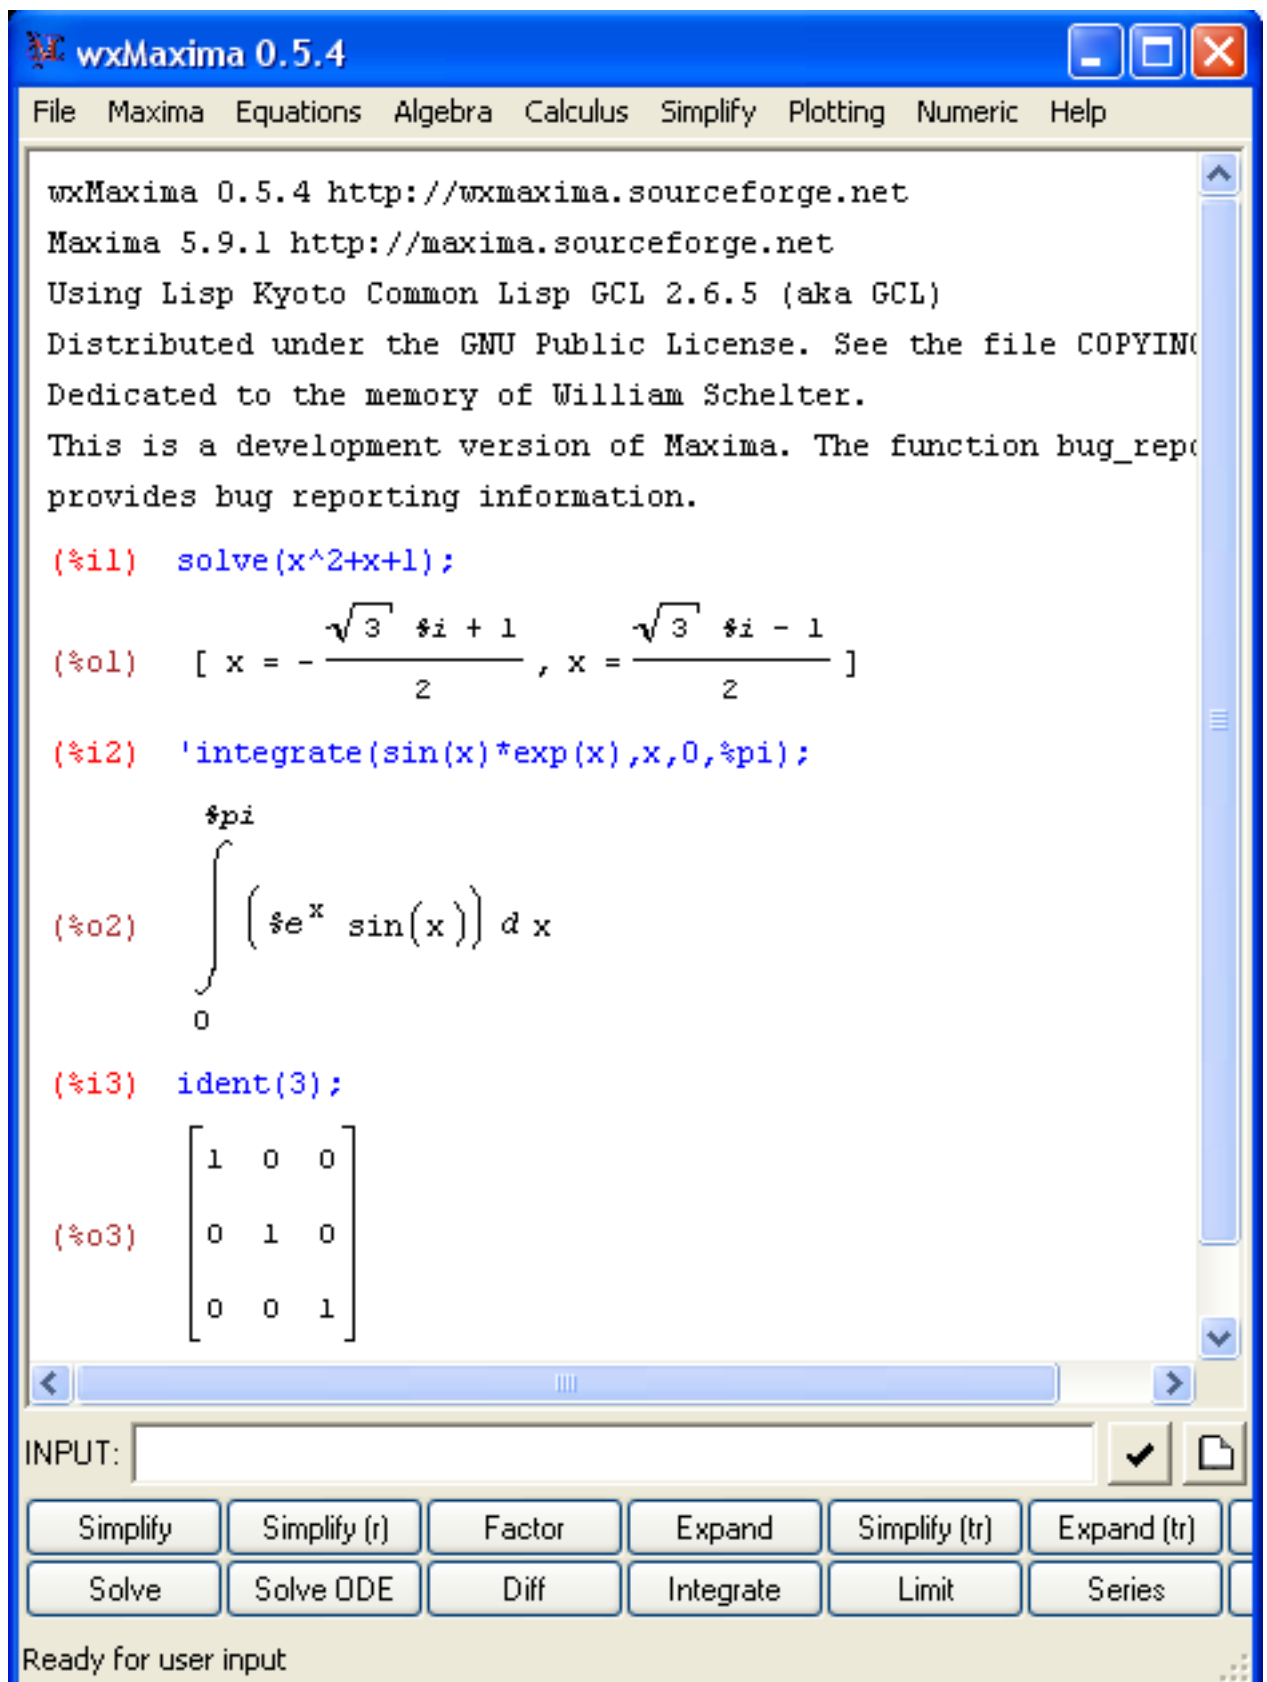 wxMaxima 0.5.4
File Maxima Equations Algebra Calculus Simplify Plotting Numeric Help
wxMaxima 0.5.4 http://wxmaxima.sourceforge.net
Maxima 5.9.1 http://maxima.sourceforge.net
Using Lisp Kyoto Common Lisp GCL 2.6.5 (aka GCL)
Distributed under the GNU Public License. See the file COPYING
Dedicated to the memory of William Schelter.
This is a development version of Maxima. The function bug_repo
provides bug reporting information.
(%i1) solve(x^2+x+1);
(%o1) [ x = - (√3 %i + 1)/2 , x = (√3 %i - 1)/2 ]
(%i2) 'integrate(sin(x)*exp(x),x,0,%pi);
%pi
(%o2) ∫ (%e^x sin(x)) d x
0
(%i3) ident(3);
1 0 0
(%o3) 0 1 0
0 0 1
INPUT:
Simplify Simplify (r) Factor Expand Simplify (tr) Expand (tr)
Solve Solve ODE Diff Integrate Limit Series
Ready for user input